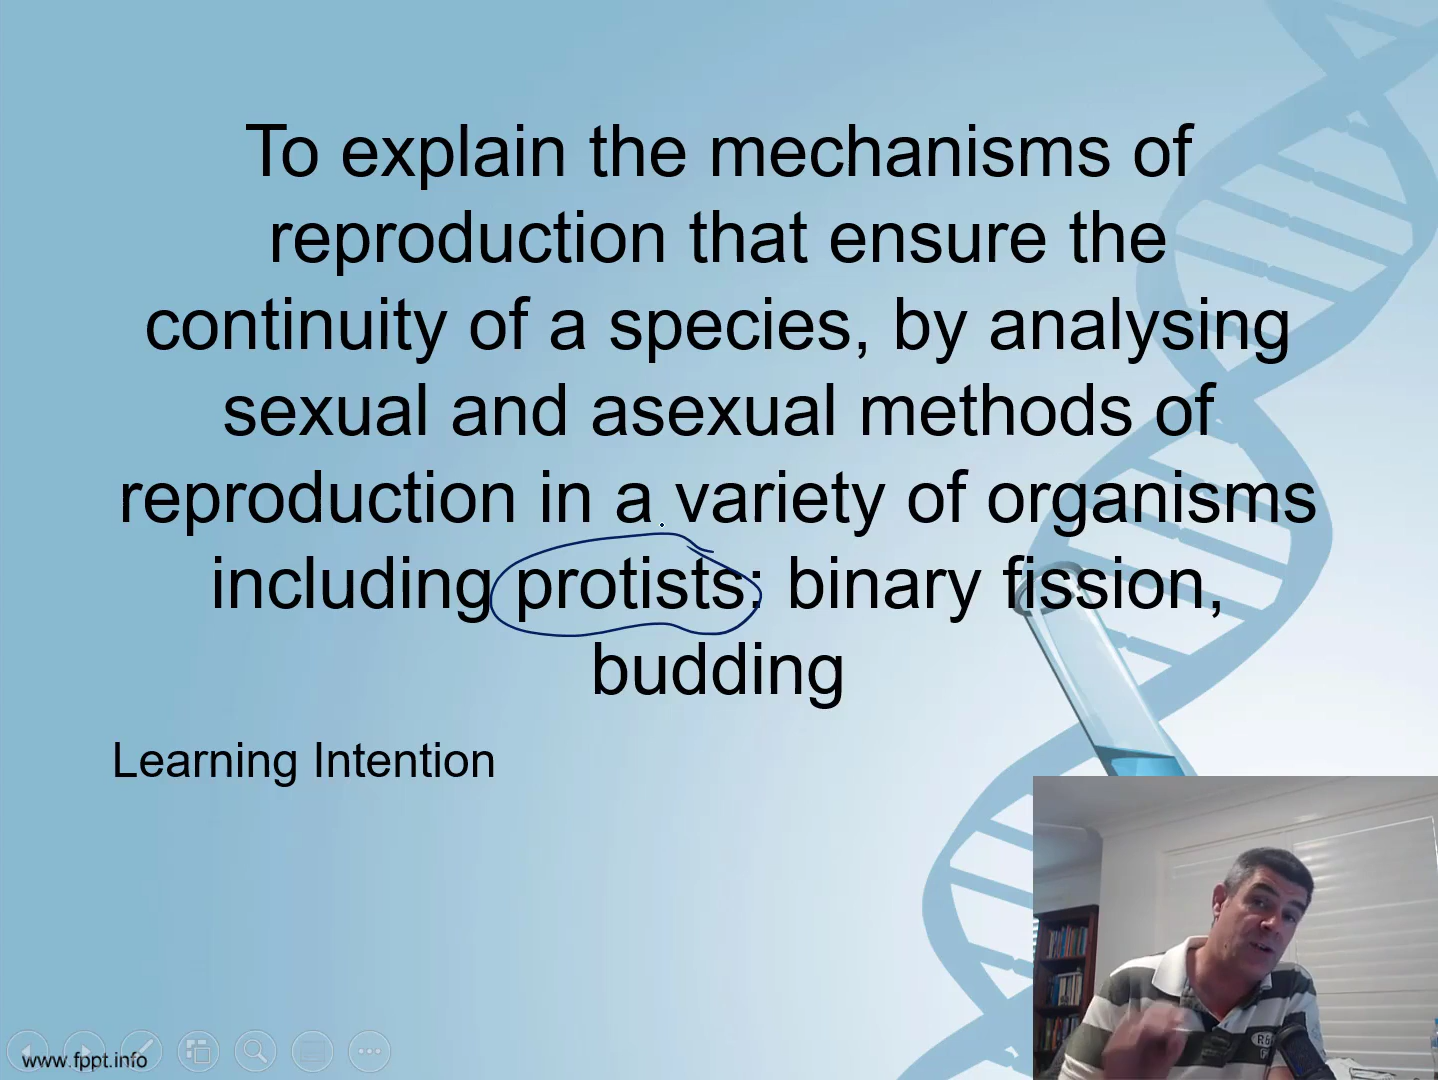 To explain the mechanisms of
reproduction that ensure the
continuity of a species, by analysing
sexual and asexual methods of
reproduction in a variety of organisms
including protists: binary fission,
budding
Learning Intention
www.fppt.info